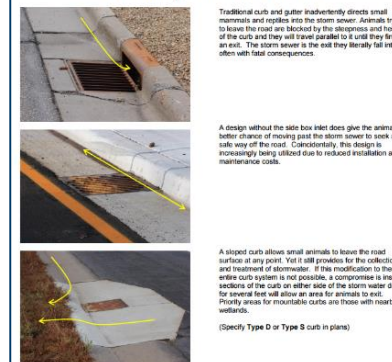 Traditional curb and gutter inadvertently directs small
mammals and reptiles into the storm sewer. Animals
to leave the road are blocked by the steepness and
of the curb and they will travel parallel to it until they
an exit. The storm sewer is the exit they literally fall
often with fatal consequences.
A design without the side box inlet does give the
better chance of moving past the storm sewer to seek
safe way off the road. Coincidentally, this design is
increasingly being utilized due to reduced installation
maintenance costs.
A sloped curb allows small animals to leave the road
surface at any point. Yet it still provides for the
and treatment of stormwater. If this modification to the
entire curb system is not possible, a compromise is
sections of the curb on either side of the storm water
for several feet will allow an area for animals to exit.
Priority areas for mountable curbs are those with
wetlands.
(Specify Type D or Type S curb in plans)